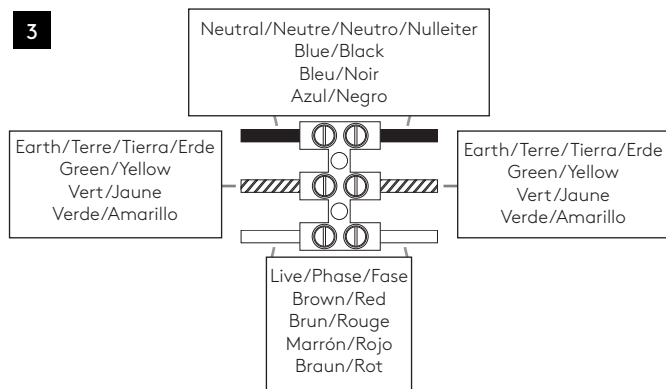 3
Neutral/Neutre/Neutro/Nulleiter
Blue/Black
Bleu/Noir
Azul/Negro
Earth/Terre/Tierra/Erde
Green/Yellow
Vert/Jaune
Verde/Amarillo
Earth/Terre/Tierra/Erde
Green/Yellow
Vert/Jaune
Verde/Amarillo
Live/Phase/Fase
Brown/Red
Brun/Rouge
Marrón/Rojo
Braun/Rot